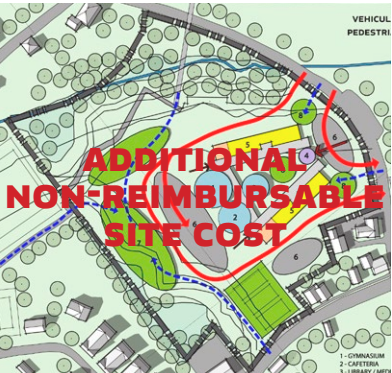 VEHICUL
PEDESTRI
8
6
5
4
ADDITIONAL
NON-REIMBURSABLE
2
5
SITE COST
6
1 - GYMNASIUM
2 - CAFETERIA
3 - LIBRARY / MED